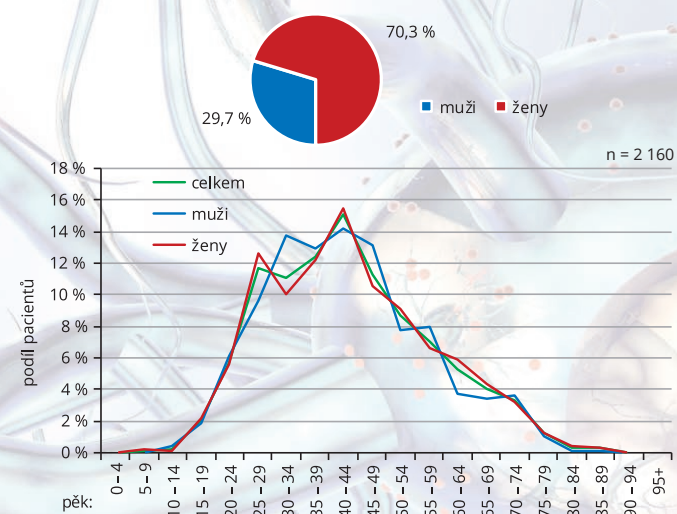 70,3 %
29,7 %
muži ženy
n = 2 160
18 %
16 %
14 %
12 %
10 %
8 %
6 %
4 %
2 %
0 %
celkem
muži
ženy
podíl pacientů
0 – 4
5 – 9
10 – 14
15 – 19
20 – 24
25 – 29
30 – 34
35 – 39
40 – 44
45 – 49
50 – 54
55 – 59
60 – 64
65 – 69
70 – 74
75 – 79
80 – 84
85 – 89
90 – 94
95+
pěk: